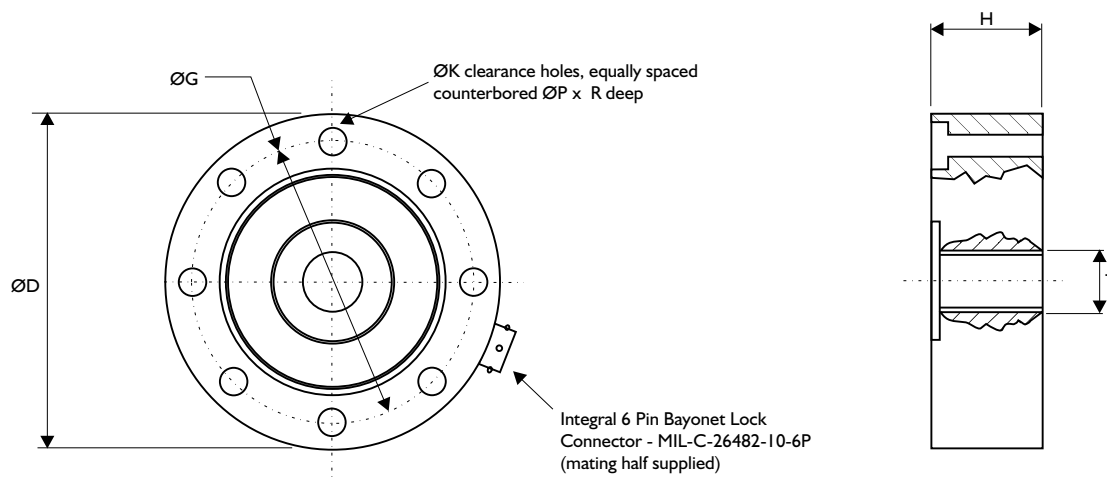 H
ØG
ØK clearance holes, equally spaced
counterbored ØP x R deep
ØD
Integral 6 Pin Bayonet Lock
Connector - MIL-C-26482-10-6P
(mating half supplied)